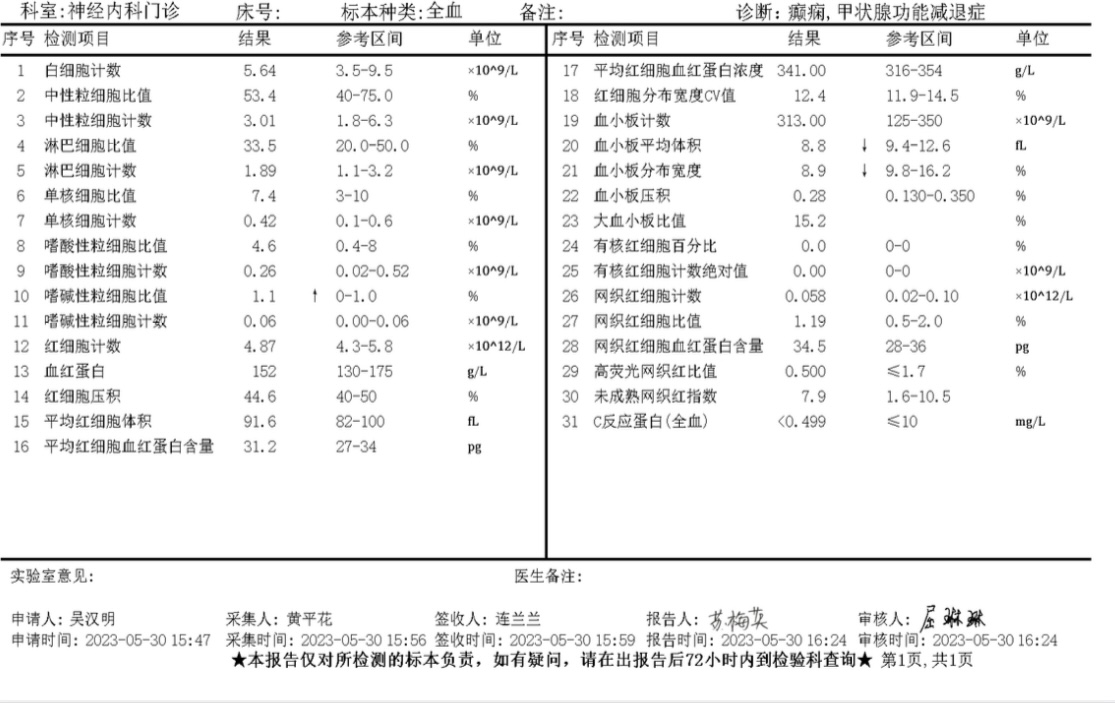 科室:神经内科门诊 床号: 标本种类:全血 备注: 诊断: 癫痫,甲状腺功能减退症
序号 检测项目 结果 参考区间 单位 序号 检测项目 结果 参考区间 单位
1 白细胞计数 5.64 3.5-9.5 ×10^9/L 17 平均红细胞血红蛋白浓度 341.00 316-354 g/L
2 中性粒细胞比值 53.4 40-75.0 % 18 红细胞分布宽度CV值 12.4 11.9-14.5 %
3 中性粒细胞计数 3.01 1.8-6.3 ×10^9/L 19 血小板计数 313.00 125-350 ×10^9/L
4 淋巴细胞比值 33.5 20.0-50.0 % 20 血小板平均体积 8.8 ↓ 9.4-12.6 fL
5 淋巴细胞计数 1.89 1.1-3.2 ×10^9/L 21 血小板分布宽度 8.9 ↓ 9.8-16.2 %
6 单核细胞比值 7.4 3-10 % 22 血小板压积 0.28 0.130-0.350 %
7 单核细胞计数 0.42 0.1-0.6 ×10^9/L 23 大血小板比值 15.2 %
8 嗜酸性粒细胞比值 4.6 0.4-8 % 24 有核红细胞百分比 0.0 0-0 %
9 嗜酸性粒细胞计数 0.26 0.02-0.52 ×10^9/L 25 有核红细胞计数绝对值 0.00 0-0 ×10^9/L
10 嗜碱性粒细胞比值 1.1 ↑ 0-1.0 % 26 网织红细胞计数 0.058 0.02-0.10 ×10^12/L
11 嗜碱性粒细胞计数 0.06 0.00-0.06 ×10^9/L 27 网织红细胞比值 1.19 0.5-2.0 %
12 红细胞计数 4.87 4.3-5.8 ×10^12/L 28 网织红细胞血红蛋白含量 34.5 28-36 pg
13 血红蛋白 152 130-175 g/L 29 高荧光网织红比值 0.500 ≤1.7 %
14 红细胞压积 44.6 40-50 % 30 未成熟网织红指数 7.9 1.6-10.5
15 平均红细胞体积 91.6 82-100 fL 31 C反应蛋白(全血) <0.499 ≤10 mg/L
16 平均红细胞血红蛋白含量 31.2 27-34 pg
实验室意见: 医生备注:
申请人: 吴汉明 采集人: 黄平花 签收人: 连兰兰 报告人: 苏梅英 审核人:
申请时间: 2023-05-30 15:47 采集时间: 2023-05-30 15:56 签收时间: 2023-05-30 15:59 报告时间: 2023-05-30 16:24 审核时间: 2023-05-30 16:24
★本报告仅对所检测的标本负责，如有疑问，请在出报告后72小时内到检验科查询★ 第1页,共1页